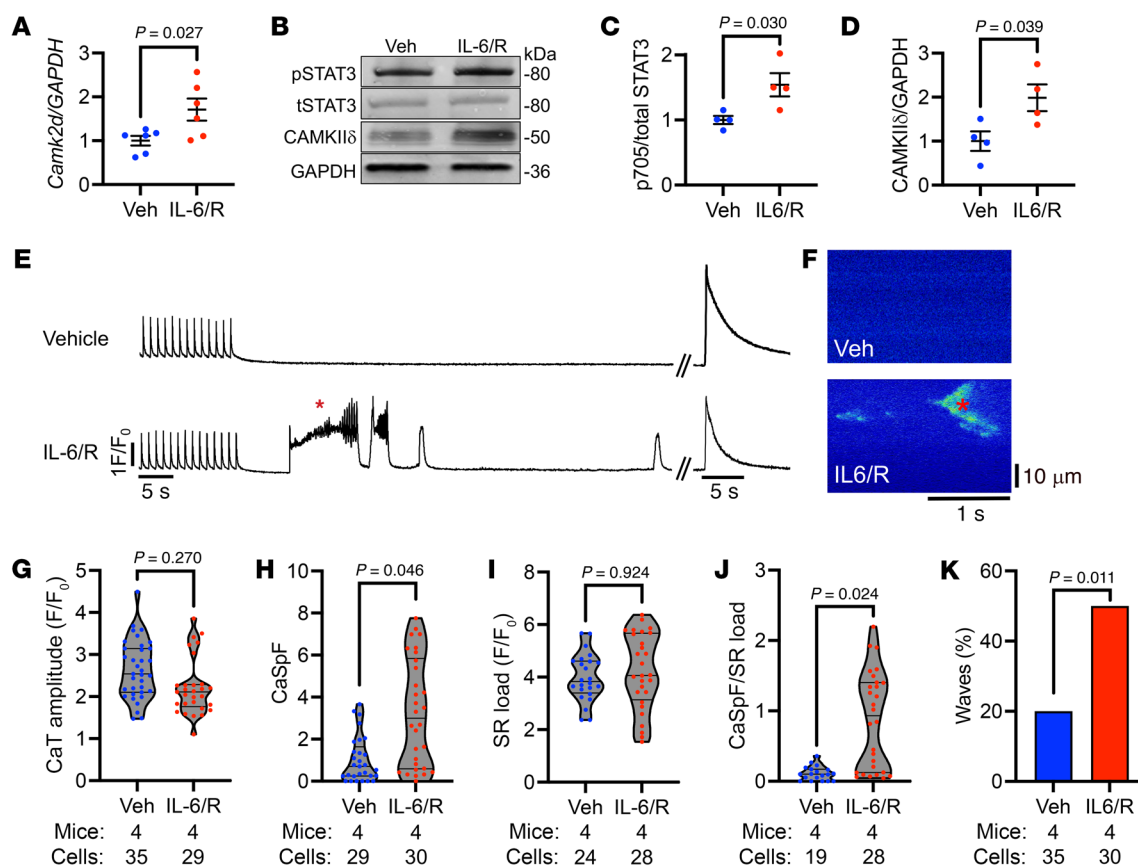 A
P = 0.027
Camk2d/GAPDH
3
2
1
0
Veh IL-6/R
B
Veh IL-6/R kDa
pSTAT3 -80
tSTAT3 -80
CAMKIIδ -50
GAPDH -36
C
P = 0.030
p705/total STAT3
2
1
0
Veh IL6/R
D
P = 0.039
CAMKIIδ/GAPDH
3
2
1
0
Veh IL6/R
E
Vehicle
//
*
IL-6/R
1F/F0
//
5 s
5 s
F
Veh
*
IL6/R
10 μm
1 s
G
P = 0.270
CaT amplitude (F/F0)
5
4
3
2
1
0
Veh IL-6/R
Mice: 4 4
Cells: 35 29
H
P = 0.046
CaSpF
10
8
6
4
2
0
Veh IL-6/R
Mice: 4 4
Cells: 29 30
I
P = 0.924
SR load (F/F0)
8
6
4
2
0
Veh IL-6/R
Mice: 4 4
Cells: 24 28
J
P = 0.024
CaSpF/SR load
3
2
1
0
Veh IL-6/R
Mice: 4 4
Cells: 19 28
K
P = 0.011
Waves (%)
60
40
20
0
Veh IL6/R
Mice: 4 4
Cells: 35 30